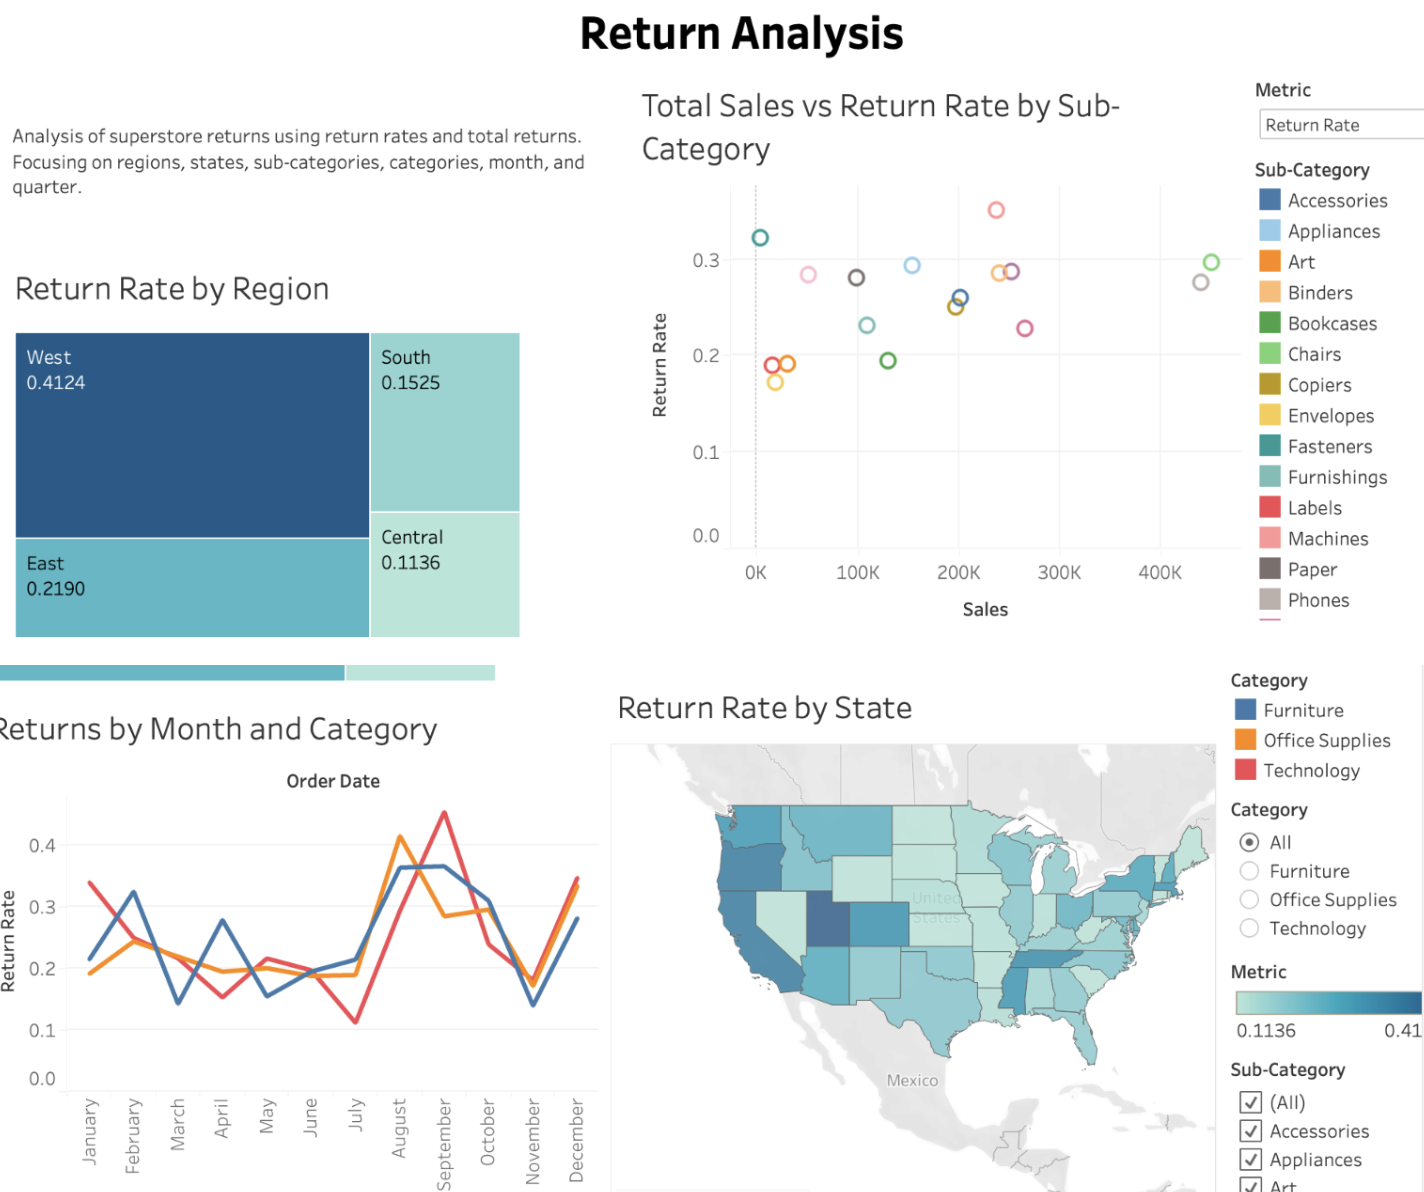 Return Analysis
Analysis of superstore returns using return rates and total returns.
Focusing on regions, states, sub-categories, categories, month, and
quarter.
Return Rate by Region
West
0.4124
South
0.1525
East
0.2190
Central
0.1136
Total Sales vs Return Rate by Sub-
Category
Return Rate
0.3
0.2
0.1
0.0
0K
100K
200K
300K
400K
Sales
Metric
Return Rate
Sub-Category
Accessories
Appliances
Art
Binders
Bookcases
Chairs
Copiers
Envelopes
Fasteners
Furnishings
Labels
Machines
Paper
Phones
Returns by Month and Category
Order Date
Return Rate
0.4
0.3
0.2
0.1
0.0
January
February
March
April
May
June
July
August
September
October
November
December
Return Rate by State
United
States
Mexico
Category
Furniture
Office Supplies
Technology
Category
All
Furniture
Office Supplies
Technology
Metric
0.1136
0.41
Sub-Category
(All)
Accessories
Appliances
Art